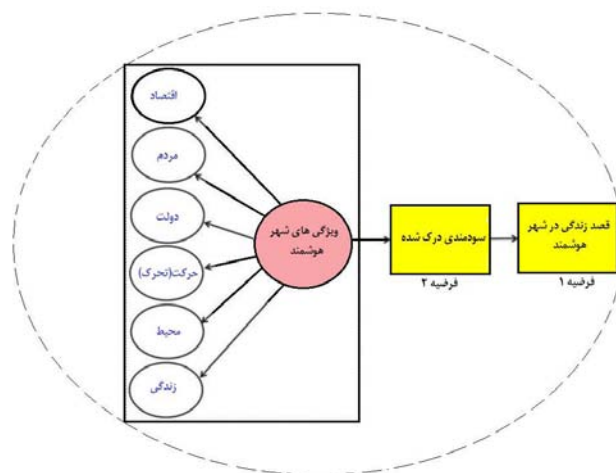 اقتصاد
مردم
دولت
حرکت(تحرک)
محیط
زندگی
ویژگی های شهر
هوشمند
سودمندی درک شده
فرضیه ۲
قصد زندگی در شهر
هوشمند
فرضیه ۱